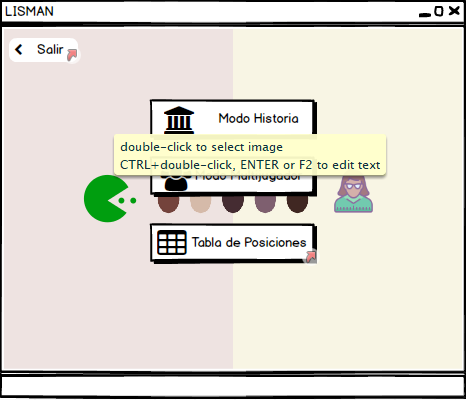 LISMAN
Salir
Modo Historia
double-click to select image
CTRL+double-click, ENTER or F2 to edit text
Modo Multijugador
Tabla de Posiciones